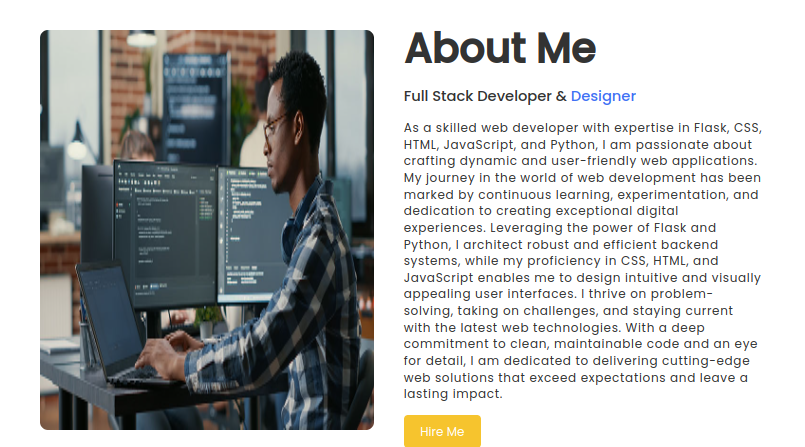 About Me
Full Stack Developer & Designer
As a skilled web developer with expertise in Flask, CSS,
HTML, JavaScript, and Python, I am passionate about
crafting dynamic and user-friendly web applications.
My journey in the world of web development has been
marked by continuous learning, experimentation, and
dedication to creating exceptional digital
experiences. Leveraging the power of Flask and
Python, I architect robust and efficient backend
systems, while my proficiency in CSS, HTML, and
JavaScript enables me to design intuitive and visually
appealing user interfaces. I thrive on problem-
solving, taking on challenges, and staying current
with the latest web technologies. With a deep
commitment to clean, maintainable code and an eye
for detail, I am dedicated to delivering cutting-edge
web solutions that exceed expectations and leave a
lasting impact.
Hire Me